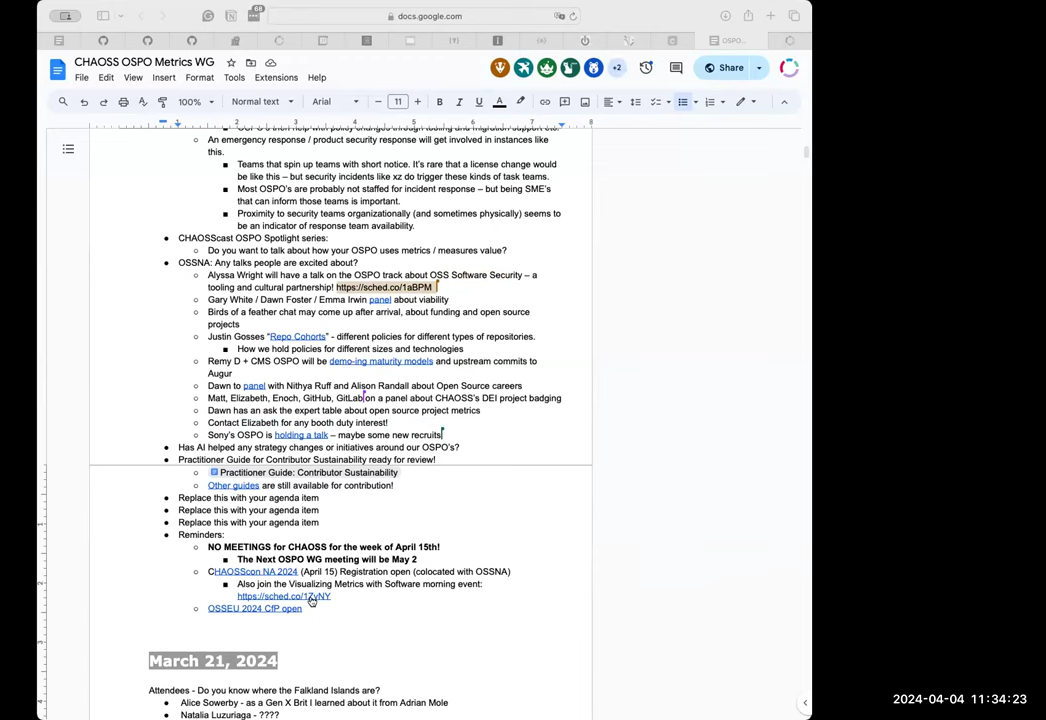 68
docs.google.com
OSPO...
CHAOSS OSPO Metrics WG
+2
Share
File Edit View Insert Format Tools Extensions Help
100% Normal text Arial 11 B I U A
1 2 3 4 5 6 7 8
An emergency response / product security response will get involved in instances like
this.
Teams that spin up teams with short notice. It's rare that a license change would
be like this – but security incidents like xz do trigger these kinds of task teams.
Most OSPO's are probably not staffed for incident response – but being SME's
that can inform those teams is important.
Proximity to security teams organizationally (and sometimes physically) seems to
be an indicator of response team availability.
CHAOSScast OSPO Spotlight series:
Do you want to talk about how your OSPO uses metrics / measures value?
OSSNA: Any talks people are excited about?
Alyssa Wright will have a talk on the OSPO track about OSS Software Security – a
tooling and cultural partnership! https://sched.co/1aBPM
Gary White / Dawn Foster / Emma Irwin panel about viability
Birds of a feather chat may come up after arrival, about funding and open source
projects
Justin Gosses "Repo Cohorts" - different policies for different types of repositories.
How we hold policies for different sizes and technologies
Remy D + CMS OSPO will be demo-ing maturity models and upstream commits to
Augur
Dawn to panel with Nithya Ruff and Alison Randall about Open Source careers
Matt, Elizabeth, Enoch, GitHub, GitLab on a panel about CHAOSS's DEI project badging
Dawn has an ask the expert table about open source project metrics
Contact Elizabeth for any booth duty interest!
Sony's OSPO is holding a talk – maybe some new recruits
Has AI helped any strategy changes or initiatives around our OSPO's?
Practitioner Guide for Contributor Sustainability ready for review!
Practitioner Guide: Contributor Sustainability
Other guides are still available for contribution!
Replace this with your agenda item
Replace this with your agenda item
Replace this with your agenda item
Reminders:
NO MEETINGS for CHAOSS for the week of April 15th!
The Next OSPO WG meeting will be May 2
CHAOSScon NA 2024 (April 15) Registration open (colocated with OSSNA)
Also join the Visualizing Metrics with Software morning event:
https://sched.co/1ZvNY
OSSEU 2024 CfP open
March 21, 2024
Attendees - Do you know where the Falkland Islands are?
Alice Sowerby - as a Gen X Brit I learned about it from Adrian Mole
Natalia Luzuriaga - ????
2024-04-04 11:34:23